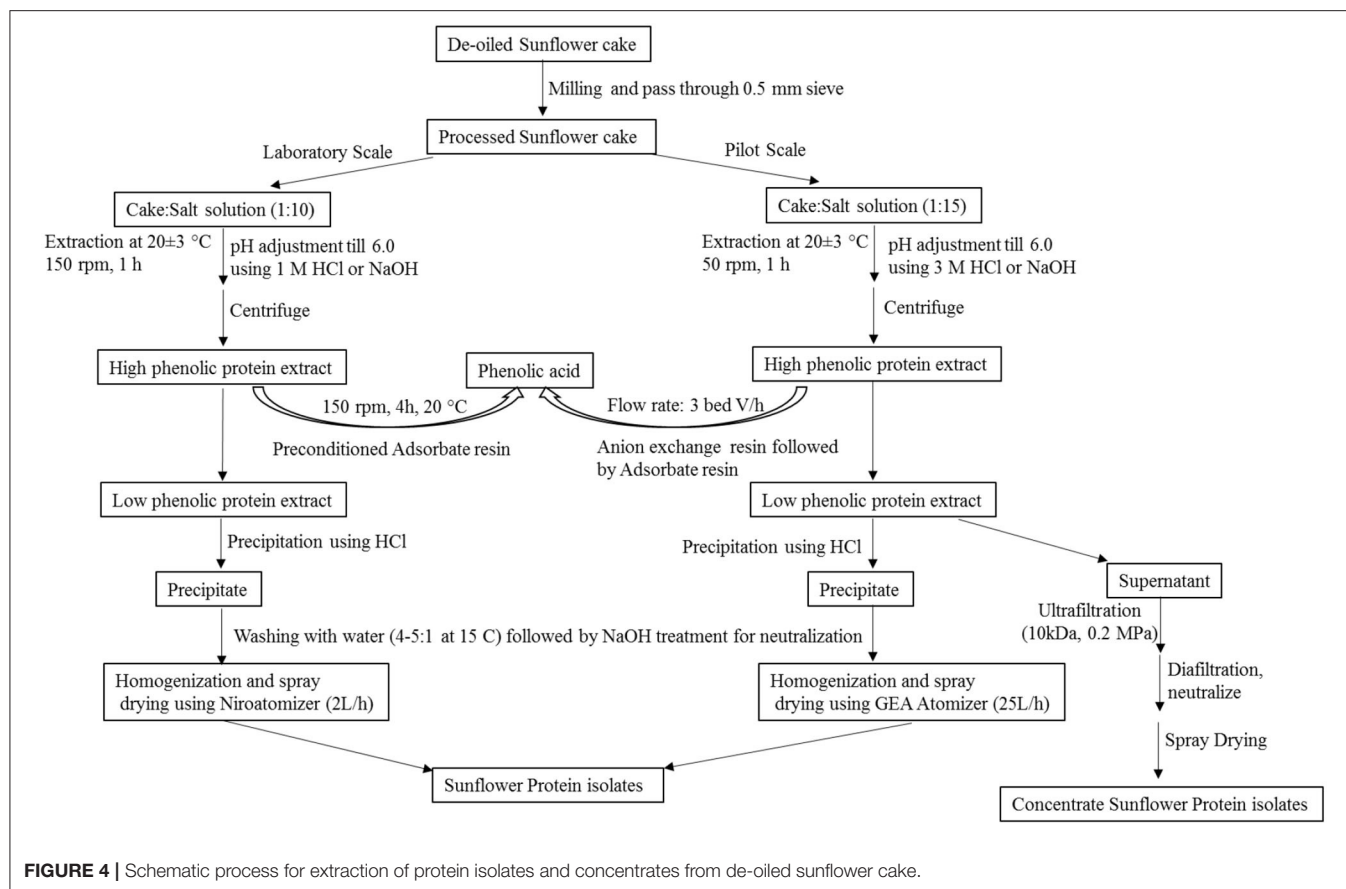 De-oiled Sunflower cake
Milling and pass through 0.5 mm sieve
Processed Sunflower cake
Laboratory Scale
Pilot Scale
Cake:Salt solution (1:10)
Cake:Salt solution (1:15)
Extraction at 20±3 °C
150 rpm, 1 h
pH adjustment till 6.0
using 1 M HCl or NaOH
Extraction at 20±3 °C
50 rpm, 1 h
pH adjustment till 6.0
using 3 M HCl or NaOH
Centrifuge
Centrifuge
High phenolic protein extract
Phenolic acid
High phenolic protein extract
150 rpm, 4h, 20 °C
Flow rate: 3 bed V/h
Preconditioned Adsorbate resin
Anion exchange resin followed
by Adsorbate resin
Low phenolic protein extract
Low phenolic protein extract
Precipitation using HCl
Precipitation using HCl
Precipitate
Precipitate
Supernatant
Ultrafiltration
(10kDa, 0.2 MPa)
Washing with water (4-5:1 at 15 C) followed by NaOH treatment for neutralization
Homogenization and spray
drying using Niroatomizer (2L/h)
Homogenization and spray
drying using GEA Atomizer (25L/h)
Diafiltration,
neutralize
Spray Drying
Sunflower Protein isolates
Concentrate Sunflower Protein isolates
FIGURE 4 | Schematic process for extraction of protein isolates and concentrates from de-oiled sunflower cake.